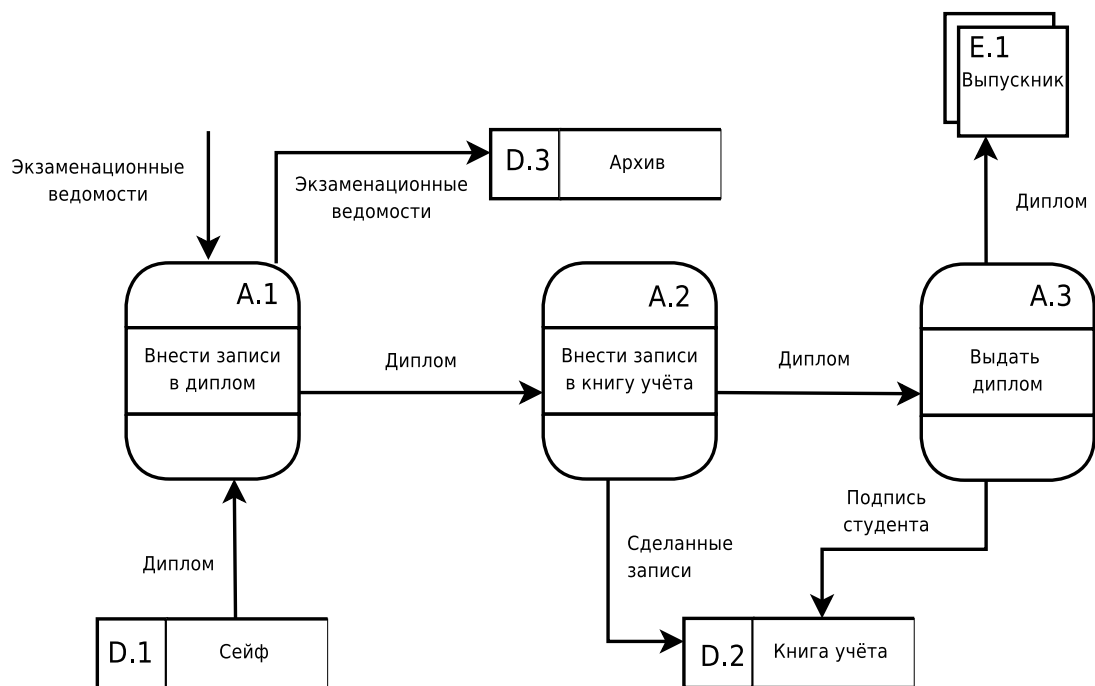 E.1
Выпускник
Экзаменационные
ведомости
D.3
Архив
Экзаменационные
ведомости
Диплом
A.1
Внести записи
в диплом
Диплом
A.2
Внести записи
в книгу учёта
Диплом
A.3
Выдать
диплом
Подпись
студента
Диплом
Сделанные
записи
D.1
Сейф
D.2
Книга учёта